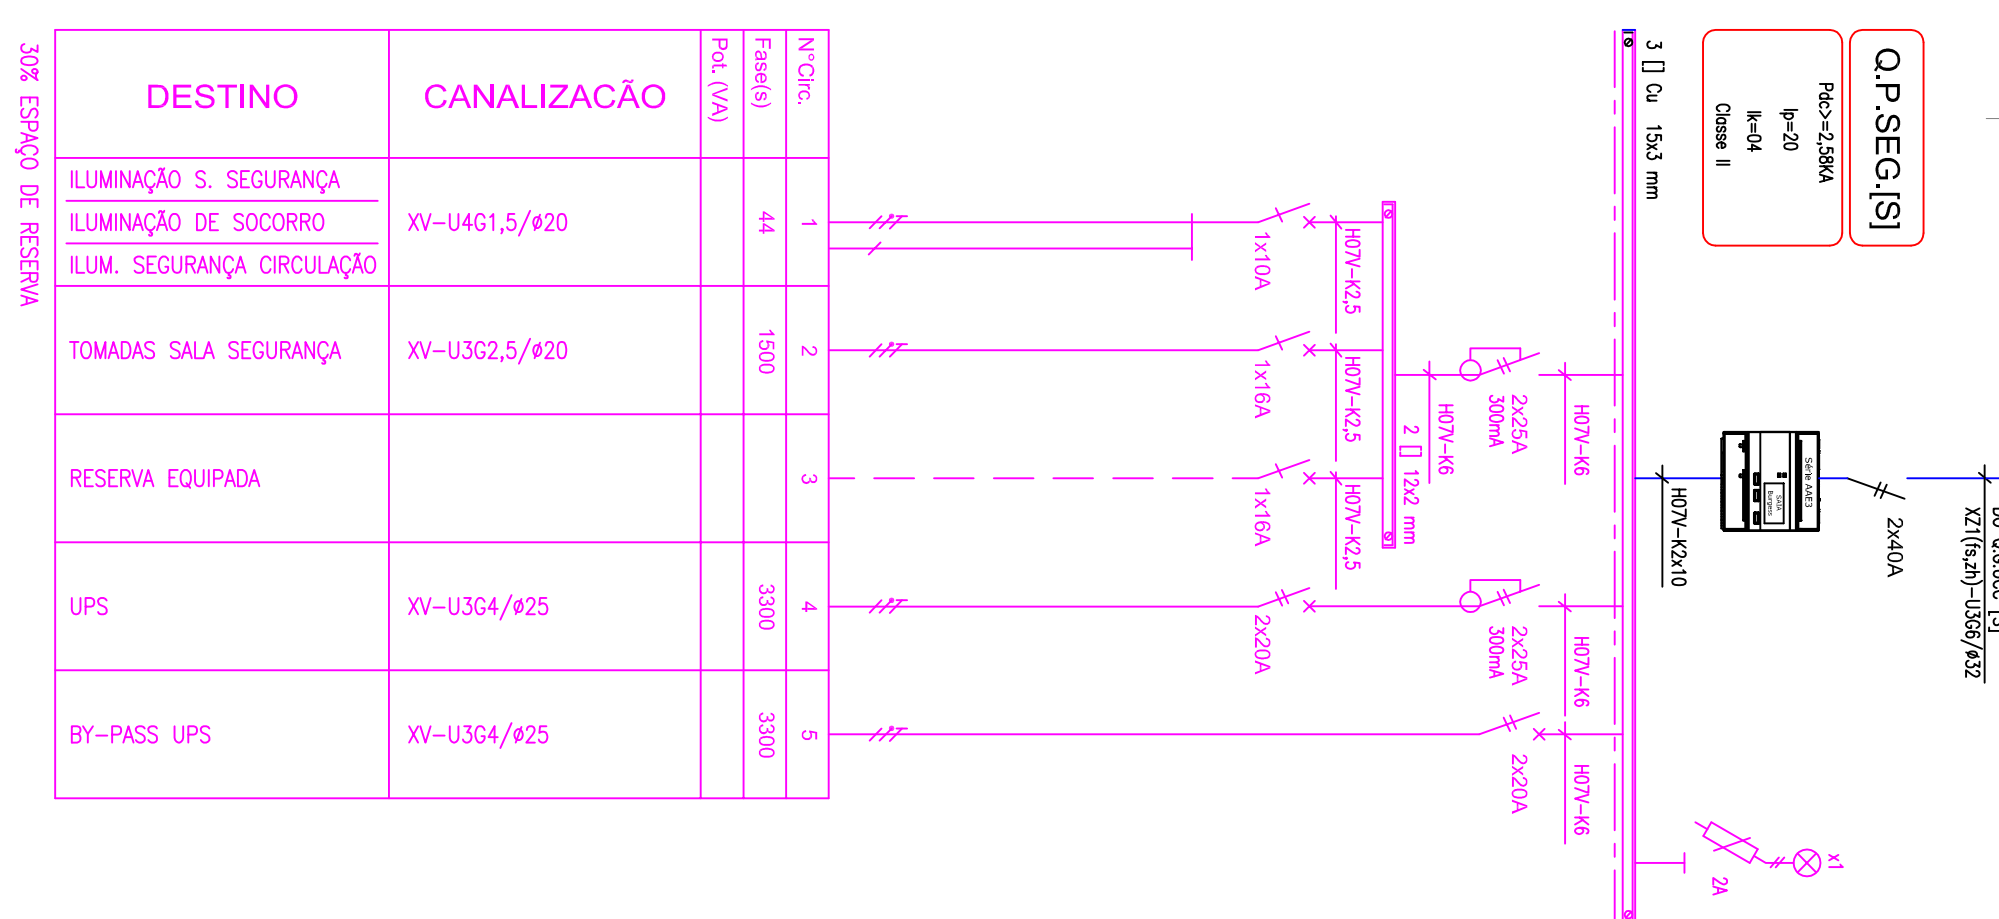 Q.P.SEG.[S]
Pdc>=2,58KA
Ip=20
Ik=04
Classe II
XZ1(fs,zh)-U3G6/ø32
2x40A
Série AAE3
SAIA
Burgess
H07V-K2x10
3 [] Cu 15x3 mm
x1
2A
H07V-K6
2x25A
300mA
H07V-K6
2 [] 12x2 mm
H07V-K6
2x25A
300mA
H07V-K6
2x20A
H07V-K2,5
1x10A
H07V-K2,5
1x16A
H07V-K2,5
1x16A
2x20A
N°Circ.
Fase(s)
Pot. (VA)
CANALIZACÃO
DESTINO
1
44
XV-U4G1,5/ø20
ILUMINAÇÃO S. SEGURANÇA
ILUMINAÇÃO DE SOCORRO
ILUM. SEGURANÇA CIRCULAÇÃO
2
1500
XV-U3G2,5/ø20
TOMADAS SALA SEGURANÇA
3
RESERVA EQUIPADA
4
3300
XV-U3G4/ø25
UPS
5
3300
XV-U3G4/ø25
BY-PASS UPS
30% ESPAÇO DE RESERVA